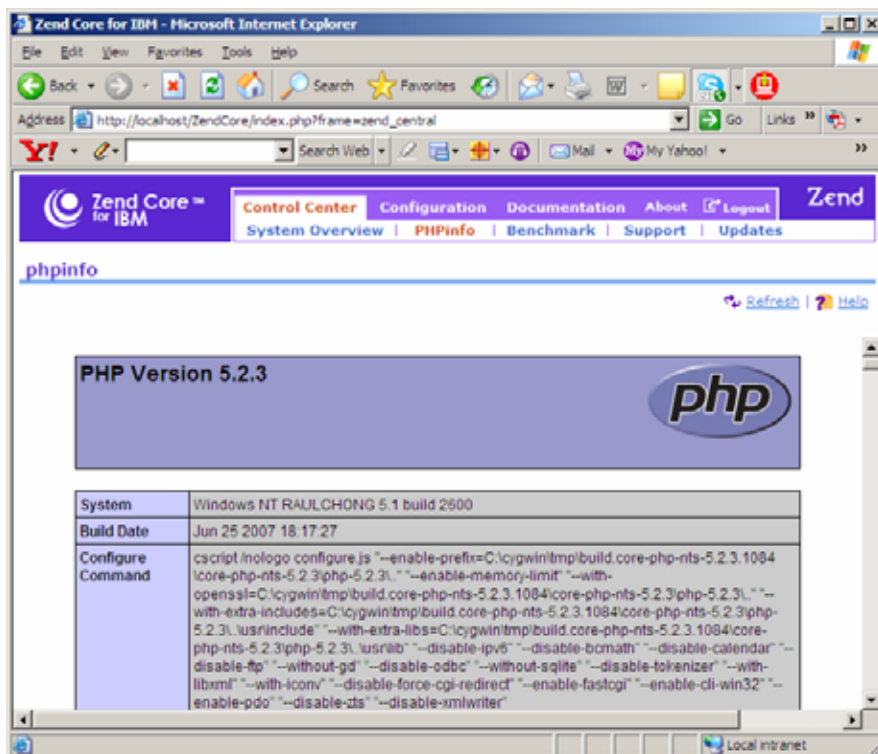 Zend Core for IBM - Microsoft Internet Explorer
File Edit View Favorites Tools Help
Back Search Favorites
Address http://localhost/ZendCore/index.php?frame=zend_central Go Links »
Y! Search Web Mail My Yahoo! »
Zend Core ™ for IBM
Control Center Configuration Documentation About Logout Zend
System Overview | PHPinfo | Benchmark | Support | Updates
phpinfo
Refresh | Help
PHP Version 5.2.3
php
System Windows NT RAULCHONG 5.1 build 2600
Build Date Jun 25 2007 18:17:27
Configure Command
cscript /nologo configure.js "--enable-prefix=C:\cygwin\tmp\build.core-php-nts-5.2.3.1084
\core-php-nts-5.2.3\php-5.2.3\.." "--enable-memory-limit" "--with-
openssl=C:\cygwin\tmp\build.core-php-nts-5.2.3.1084\core-php-nts-5.2.3\php-5.2.3\.." "--
with-extra-includes=C:\cygwin\tmp\build.core-php-nts-5.2.3.1084\core-php-nts-5.2.3\php-
5.2.3\..\usr\include" "--with-extra-libs=C:\cygwin\tmp\build.core-php-nts-5.2.3.1084\core-
php-nts-5.2.3\php-5.2.3\..\usr\lib" "--disable-ipv6" "--disable-bcmath" "--disable-calendar" "--
disable-ftp" "--without-gd" "--disable-odbc" "--without-sqlite" "--disable-tokenizer" "--with-
libxml" "--with-iconv" "--disable-force-cgi-redirect" "--enable-fastcgi" "--enable-cli-win32" "--
enable-pdo" "--disable-zts" "--disable-xmlwriter"
Local intranet